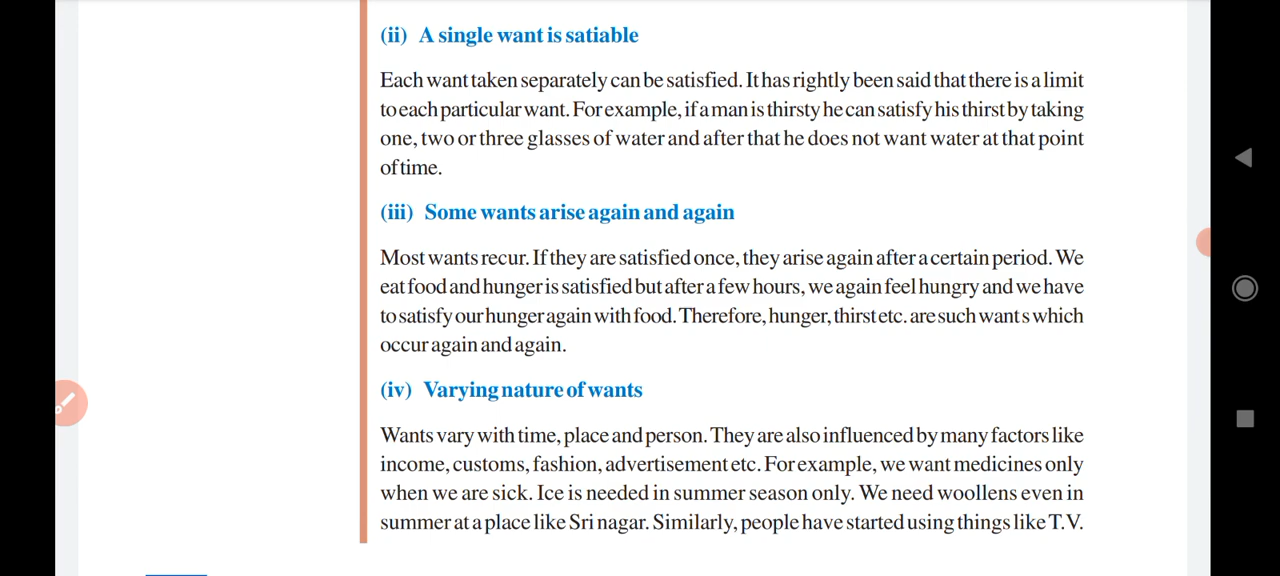 (ii) A single want is satiable
Each want taken separately can be satisfied. It has rightly been said that there is a limit
to each particular want. For example, if a man is thirsty he can satisfy his thirst by taking
one, two or three glasses of water and after that he does not want water at that point
of time.
(iii) Some wants arise again and again
Most wants recur. If they are satisfied once, they arise again after a certain period. We
eat food and hunger is satisfied but after a few hours, we again feel hungry and we have
to satisfy our hunger again with food. Therefore, hunger, thirst etc. are such want s which
occur again and again.
(iv) Varying nature of wants
Wants vary with time, place and person. They are also influenced by many factors like
income, customs, fashion, advertisement etc. For example, we want medicines only
when we are sick. Ice is needed in summer season only. We need woollens even in
summer at a place like Sri nagar. Similarly, people have started using things like T.V.